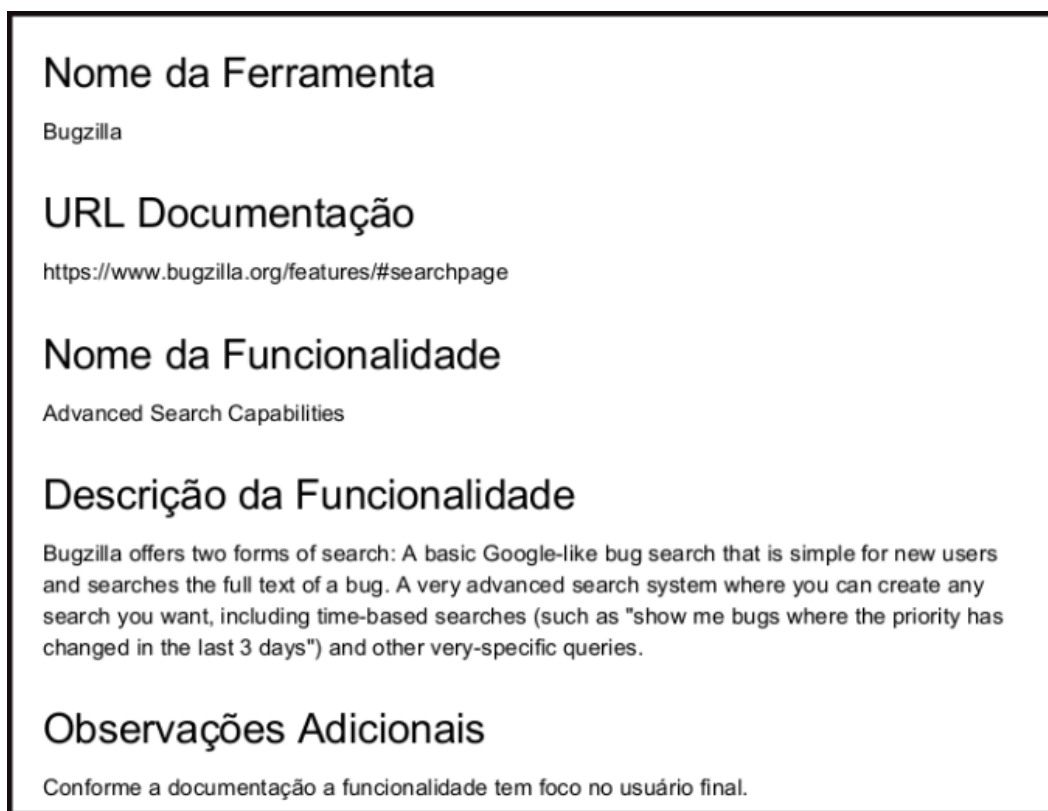 Nome da Ferramenta
Bugzilla
URL Documentação
https://www.bugzilla.org/features/#searchpage
Nome da Funcionalidade
Advanced Search Capabilities
Descrição da Funcionalidade
Bugzilla offers two forms of search: A basic Google-like bug search that is simple for new users
and searches the full text of a bug. A very advanced search system where you can create any
search you want, including time-based searches (such as "show me bugs where the priority has
changed in the last 3 days") and other very-specific queries.
Observações Adicionais
Conforme a documentação a funcionalidade tem foco no usuário final.